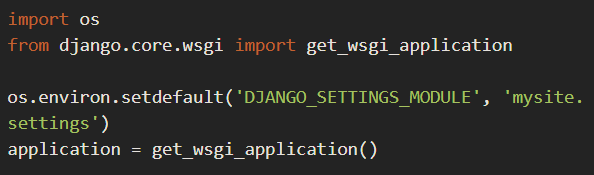 import os
from django.core.wsgi import get_wsgi_application

os.environ.setdefault('DJANGO_SETTINGS_MODULE', 'mysite.
settings')
application = get_wsgi_application()